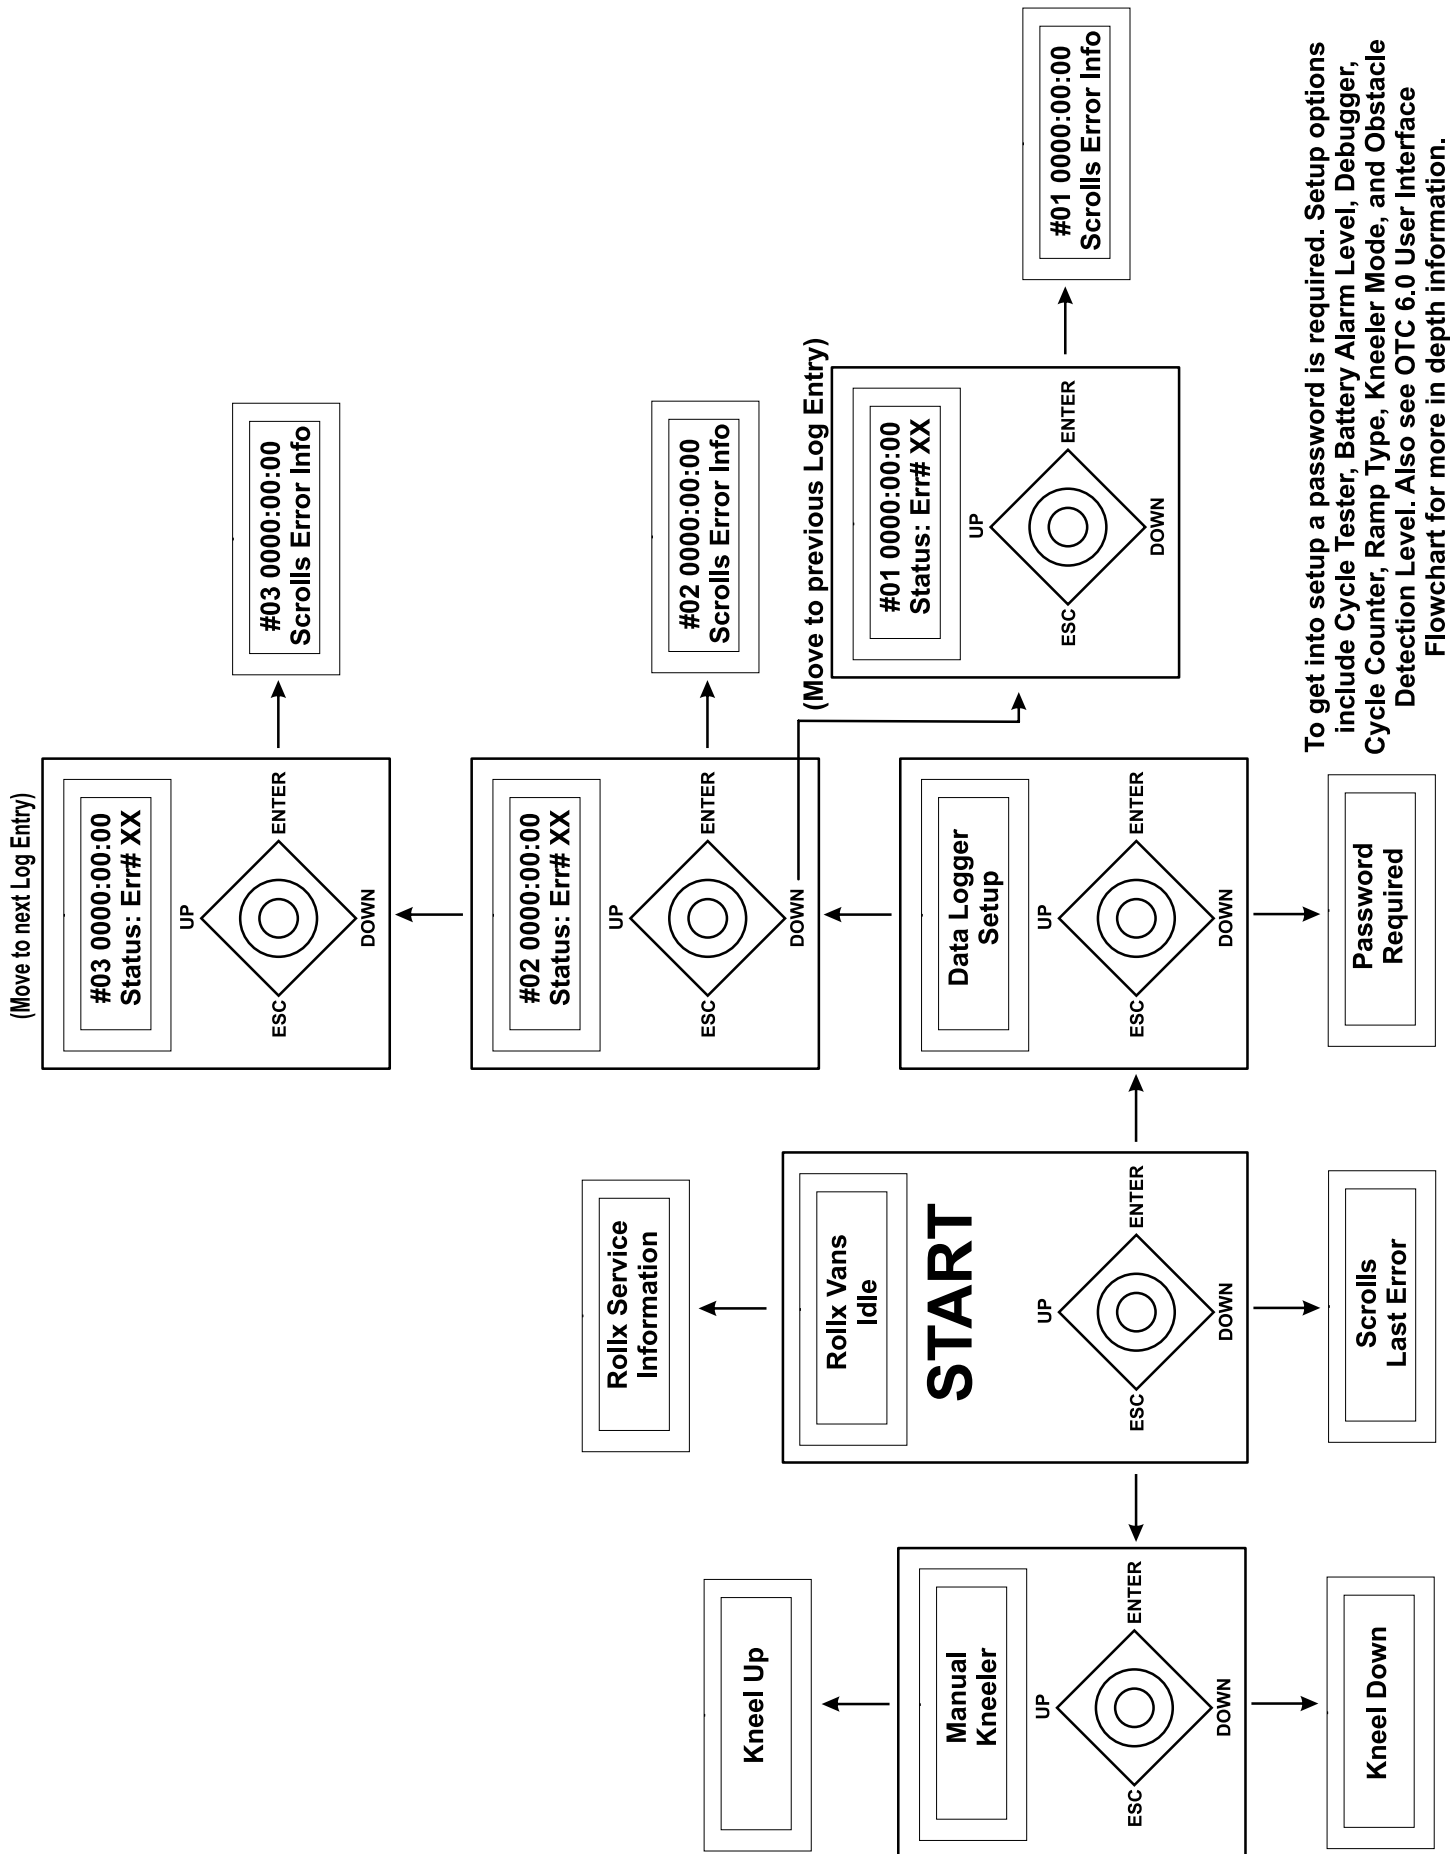 (Move to next Log Entry)
#03 0000:00:00
Status: Err# XX
UP
ESC
ENTER
DOWN
#03 0000:00:00
Scrolls Error Info
#02 0000:00:00
Status: Err# XX
UP
ESC
ENTER
DOWN
#02 0000:00:00
Scrolls Error Info
(Move to previous Log Entry)
#01 0000:00:00
Status: Err# XX
UP
ESC
ENTER
DOWN
#01 0000:00:00
Scrolls Error Info
Kneel Up
Manual
Kneeler
UP
ESC
ENTER
DOWN
Kneel Down
Rollx Service
Information
Rollx Vans
Idle
START
UP
ESC
ENTER
DOWN
Scrolls
Last Error
Data Logger
Setup
UP
ESC
ENTER
DOWN
Password
Required
To get into setup a password is required. Setup options
include Cycle Tester, Battery Alarm Level, Debugger,
Cycle Counter, Ramp Type, Kneeler Mode, and Obstacle
Detection Level. Also see OTC 6.0 User Interface
Flowchart for more in depth information.